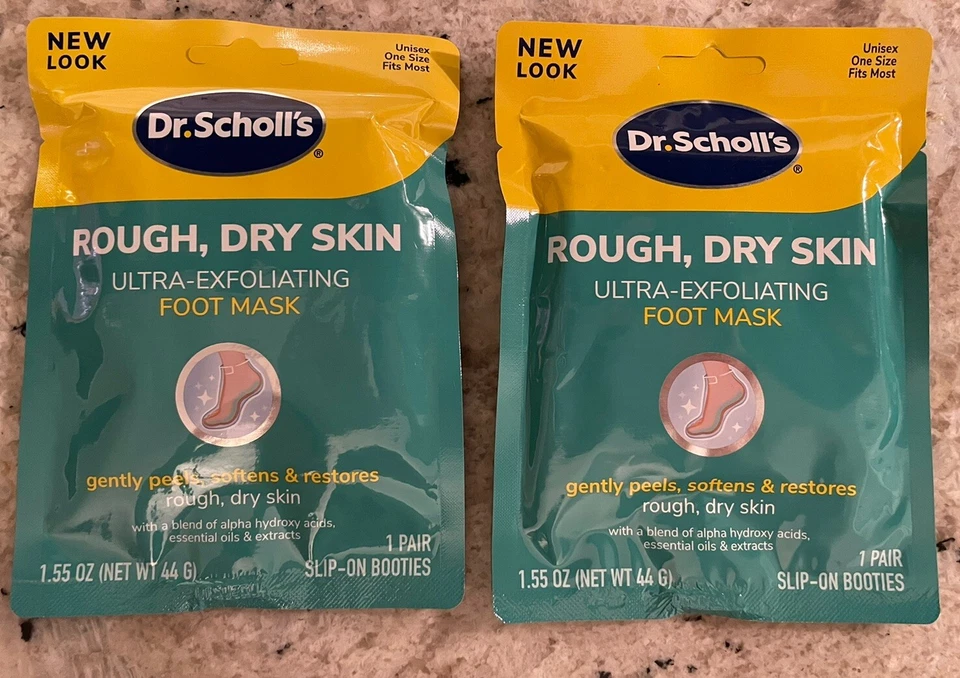 NEW
LOOK
Unisex
One Size
Fits Most
Dr.Scholl's®
ROUGH, DRY SKIN
ULTRA-EXFOLIATING
FOOT MASK
gently peels, softens & restores
rough, dry skin
with a blend of alpha hydroxy acids,
essential oils & extracts
1.55 OZ (NET WT 44 G)
1 PAIR
SLIP-ON BOOTIES
NEW
LOOK
Unisex
One Size
Fits Most
Dr.Scholl's®
ROUGH, DRY SKIN
ULTRA-EXFOLIATING
FOOT MASK
gently peels, softens & restores
rough, dry skin
with a blend of alpha hydroxy acids,
essential oils & extracts
1.55 OZ (NET WT 44 G)
1 PAIR
SLIP-ON BOOTIES